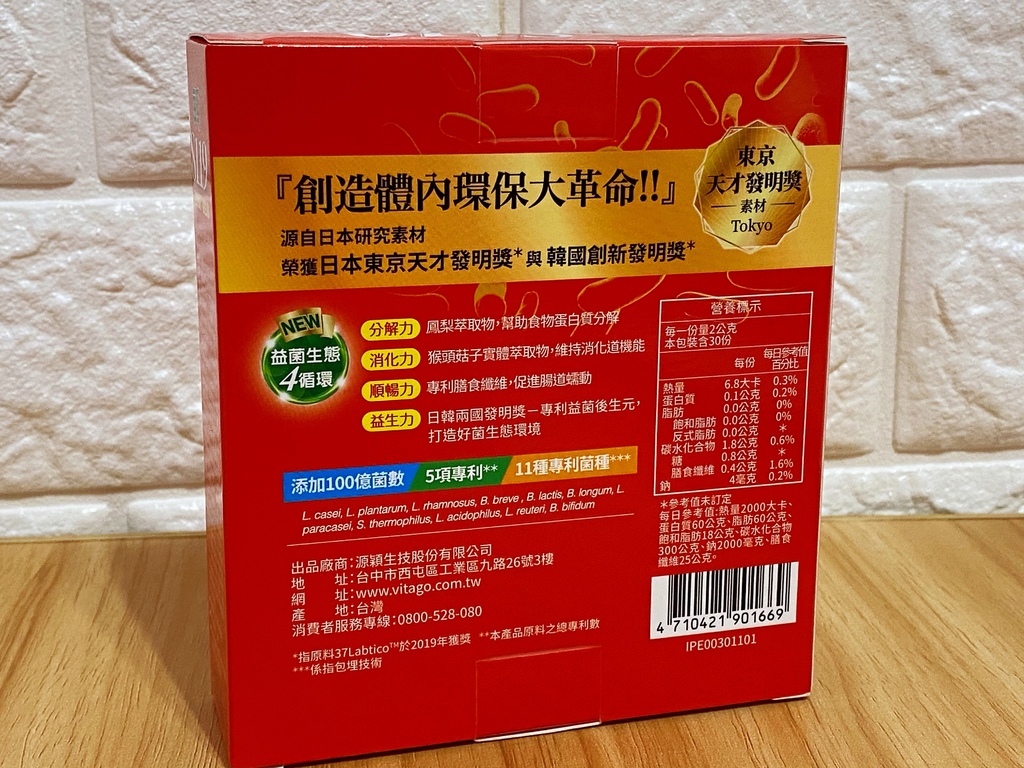 『創造體內環保大革命!!』
源自日本研究素材
榮獲日本東京天才發明獎*與 韓國創新發明獎*
東京
天才發明獎
素材
Tokyo
NEW
益菌生態
4循環
分解力 鳳梨萃取物,幫助食物蛋白質分解
消化力 猴頭菇子實體萃取物,維持消化道機能
順暢力 專利膳食纖維,促進腸道蠕動
益生力 日韓兩國發明獎－專利益菌後生元,
打造好菌生態環境
添加100億菌數 5項專利** 11種專利菌種***
L. casei, L. plantarum, L. rhamnosus, B. breve , B. lactis, B. longum, L.
paracasei, S. thermophilus, L. acidophilus, L. reuteri, B. bifidum
出品廠商:源穎生技股份有限公司
地 址:台中市西屯區工業區九路26號3樓
網 址:www.vitago.com.tw
產 地:台灣
消費者服務專線:0800-528-080
*指原料37Labtico™於2019年獲獎 **本產品原料之總專利數
***係指包埋技術
營養標示
每一份量2公克
本包裝含30份
每份 每日參考值百分比
熱量 6.8大卡 0.3%
蛋白質 0.1公克 0.2%
脂肪 0.0公克 0%
飽和脂肪 0.0公克 0%
反式脂肪 0.0公克 *
碳水化合物 1.8公克 0.6%
糖 0.8公克 *
膳食纖維 0.4公克 1.6%
鈉 4毫克 0.2%
*參考值未訂定
每日參考值:熱量2000大卡、
蛋白質60公克、脂肪60公克、
飽和脂肪18公克、碳水化合物
300公克、鈉2000毫克、膳食
纖維25公克。
4 710421 901669
IPE00301101